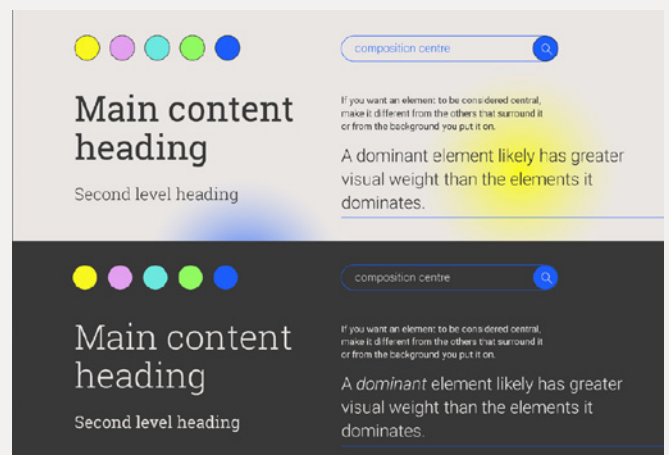 composition centre
Main content
heading
Second level heading
If you want an element to be considered central,
make it different from the others that surround it
or from the background you put it on.
A dominant element likely has greater
visual weight than the elements it
dominates.
composition centre
Main content
heading
Second level heading
If you want an element to be considered central,
make it different from the others that surround it
or from the background you put it on.
A dominant element likely has greater
visual weight than the elements it
dominates.